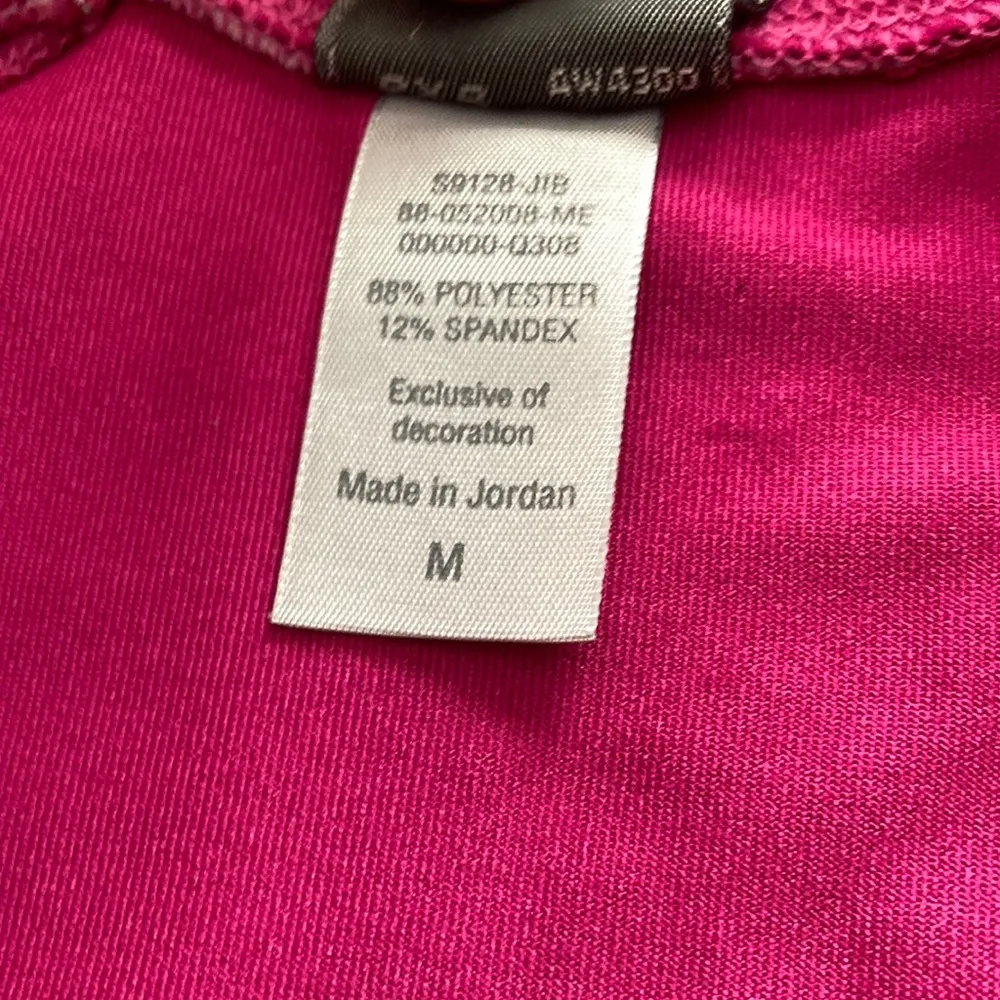 S9128-JIB
88-052008-ME
000000-Q308
88% POLYESTER
12% SPANDEX
Exclusive of
decoration
Made in Jordan
M